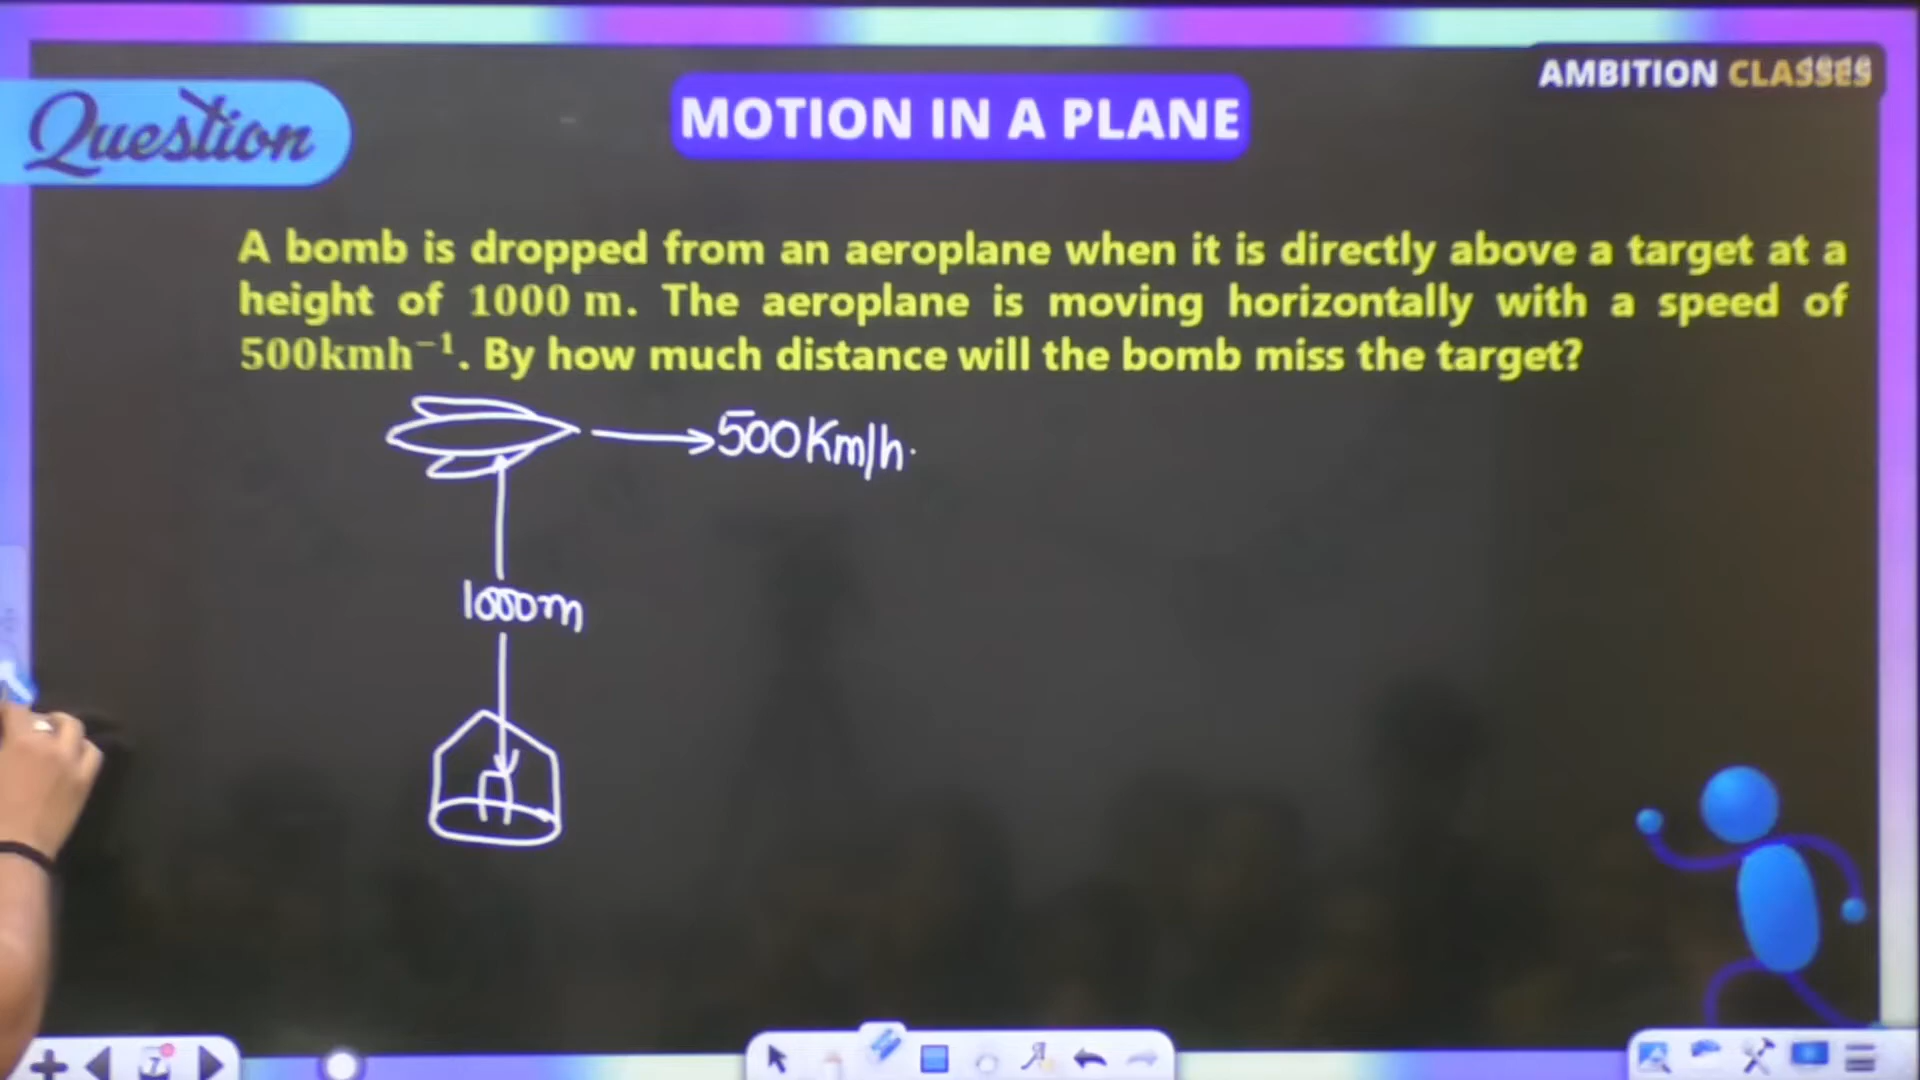 AMBITION CLASSES
Question
MOTION IN A PLANE
A bomb is dropped from an aeroplane when it is directly above a target at a
height of 1000 m. The aeroplane is moving horizontally with a speed of
500kmh⁻¹. By how much distance will the bomb miss the target?
500Km/h.
1000m
7